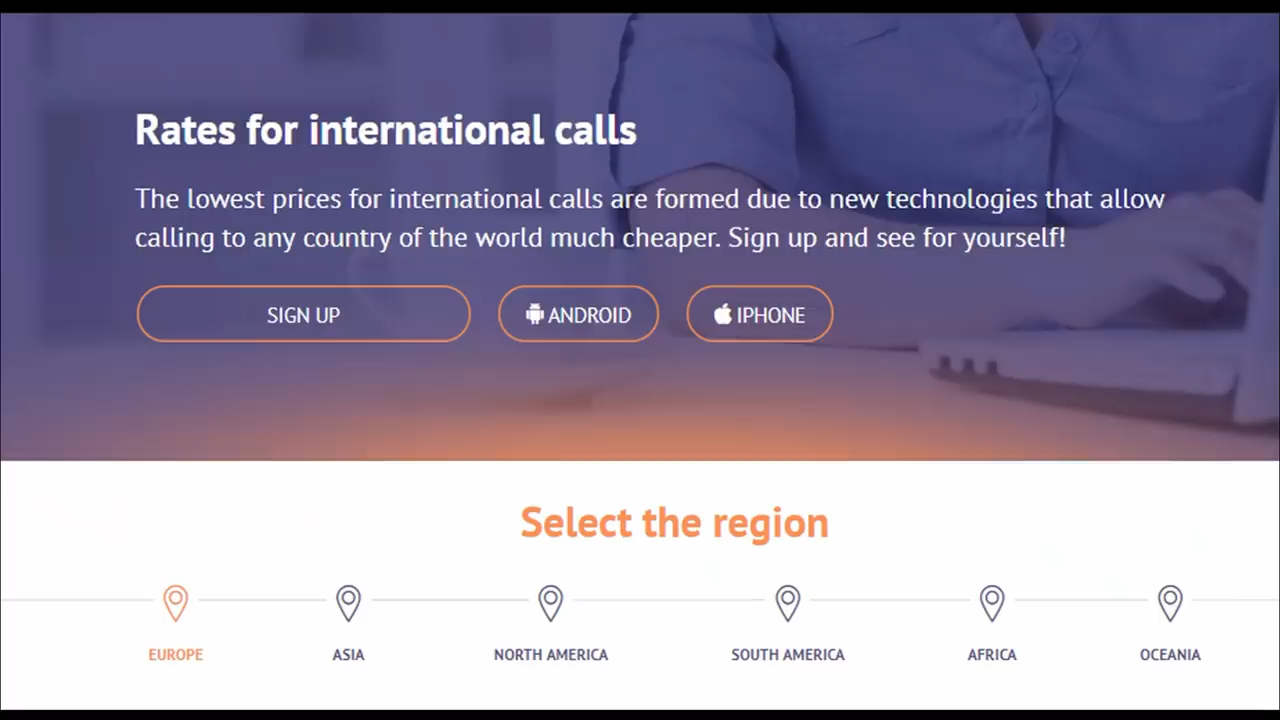 Rates for international calls
The lowest prices for international calls are formed due to new technologies that allow
calling to any country of the world much cheaper. Sign up and see for yourself!
SIGN UP
ANDROID
IPHONE
Select the region
EUROPE
ASIA
NORTH AMERICA
SOUTH AMERICA
AFRICA
OCEANIA